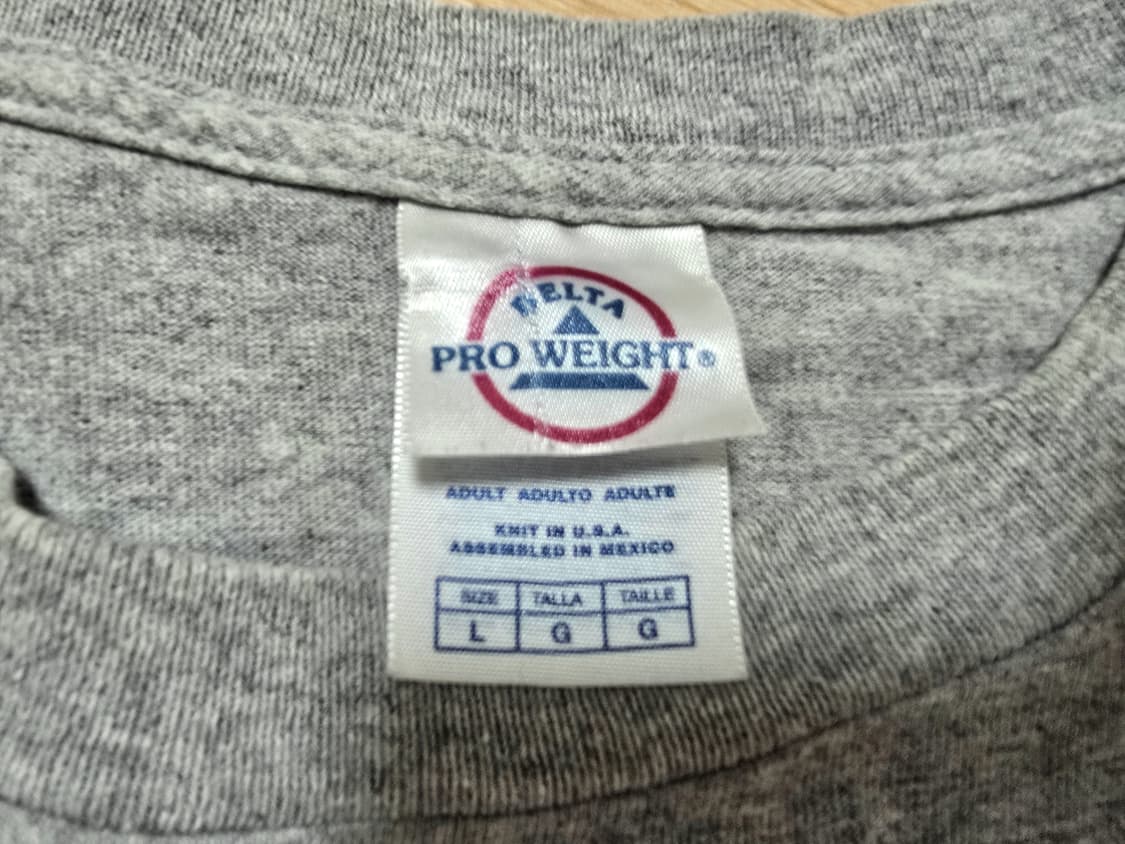 DELTA
PRO WEIGHT®
ADULT ADULTO ADULTE
KNIT IN U.S.A.
ASSEMBLED IN MEXICO
SIZE TALLA TAILLE
L G G